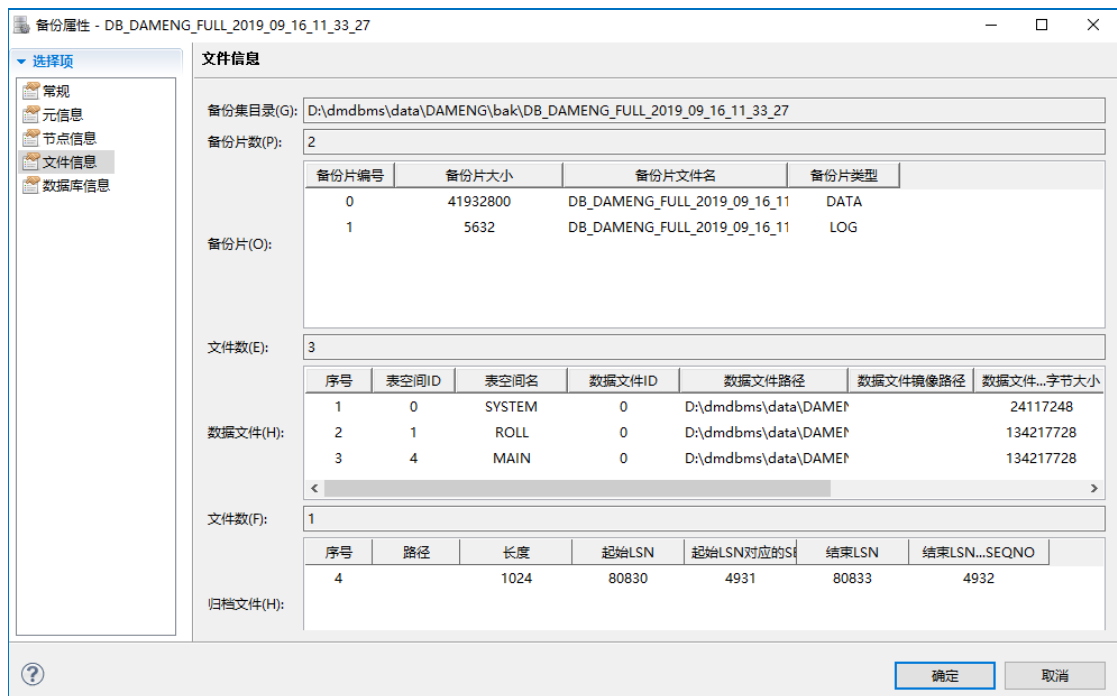 备份属性 - DB_DAMENG_FULL_2019_09_16_11_33_27
选择项
常规
元信息
节点信息
文件信息
数据库信息
文件信息
备份集目录(G): D:\dmdbms\data\DAMENG\bak\DB_DAMENG_FULL_2019_09_16_11_33_27
备份片数(P): 2
备份片(O):
备份片编号 备份片大小 备份片文件名 备份片类型
0 41932800 DB_DAMENG_FULL_2019_09_16_11 DATA
1 5632 DB_DAMENG_FULL_2019_09_16_11 LOG
文件数(E): 3
数据文件(H):
序号 表空间ID 表空间名 数据文件ID 数据文件路径 数据文件镜像路径 数据文件...字节大小
1 0 SYSTEM 0 D:\dmdbms\data\DAMEN 24117248
2 1 ROLL 0 D:\dmdbms\data\DAMEN 134217728
3 4 MAIN 0 D:\dmdbms\data\DAMEN 134217728
文件数(F): 1
归档文件(H):
序号 路径 长度 起始LSN 起始LSN对应的SE 结束LSN 结束LSN...SEQNO
4 1024 80830 4931 80833 4932
确定 取消